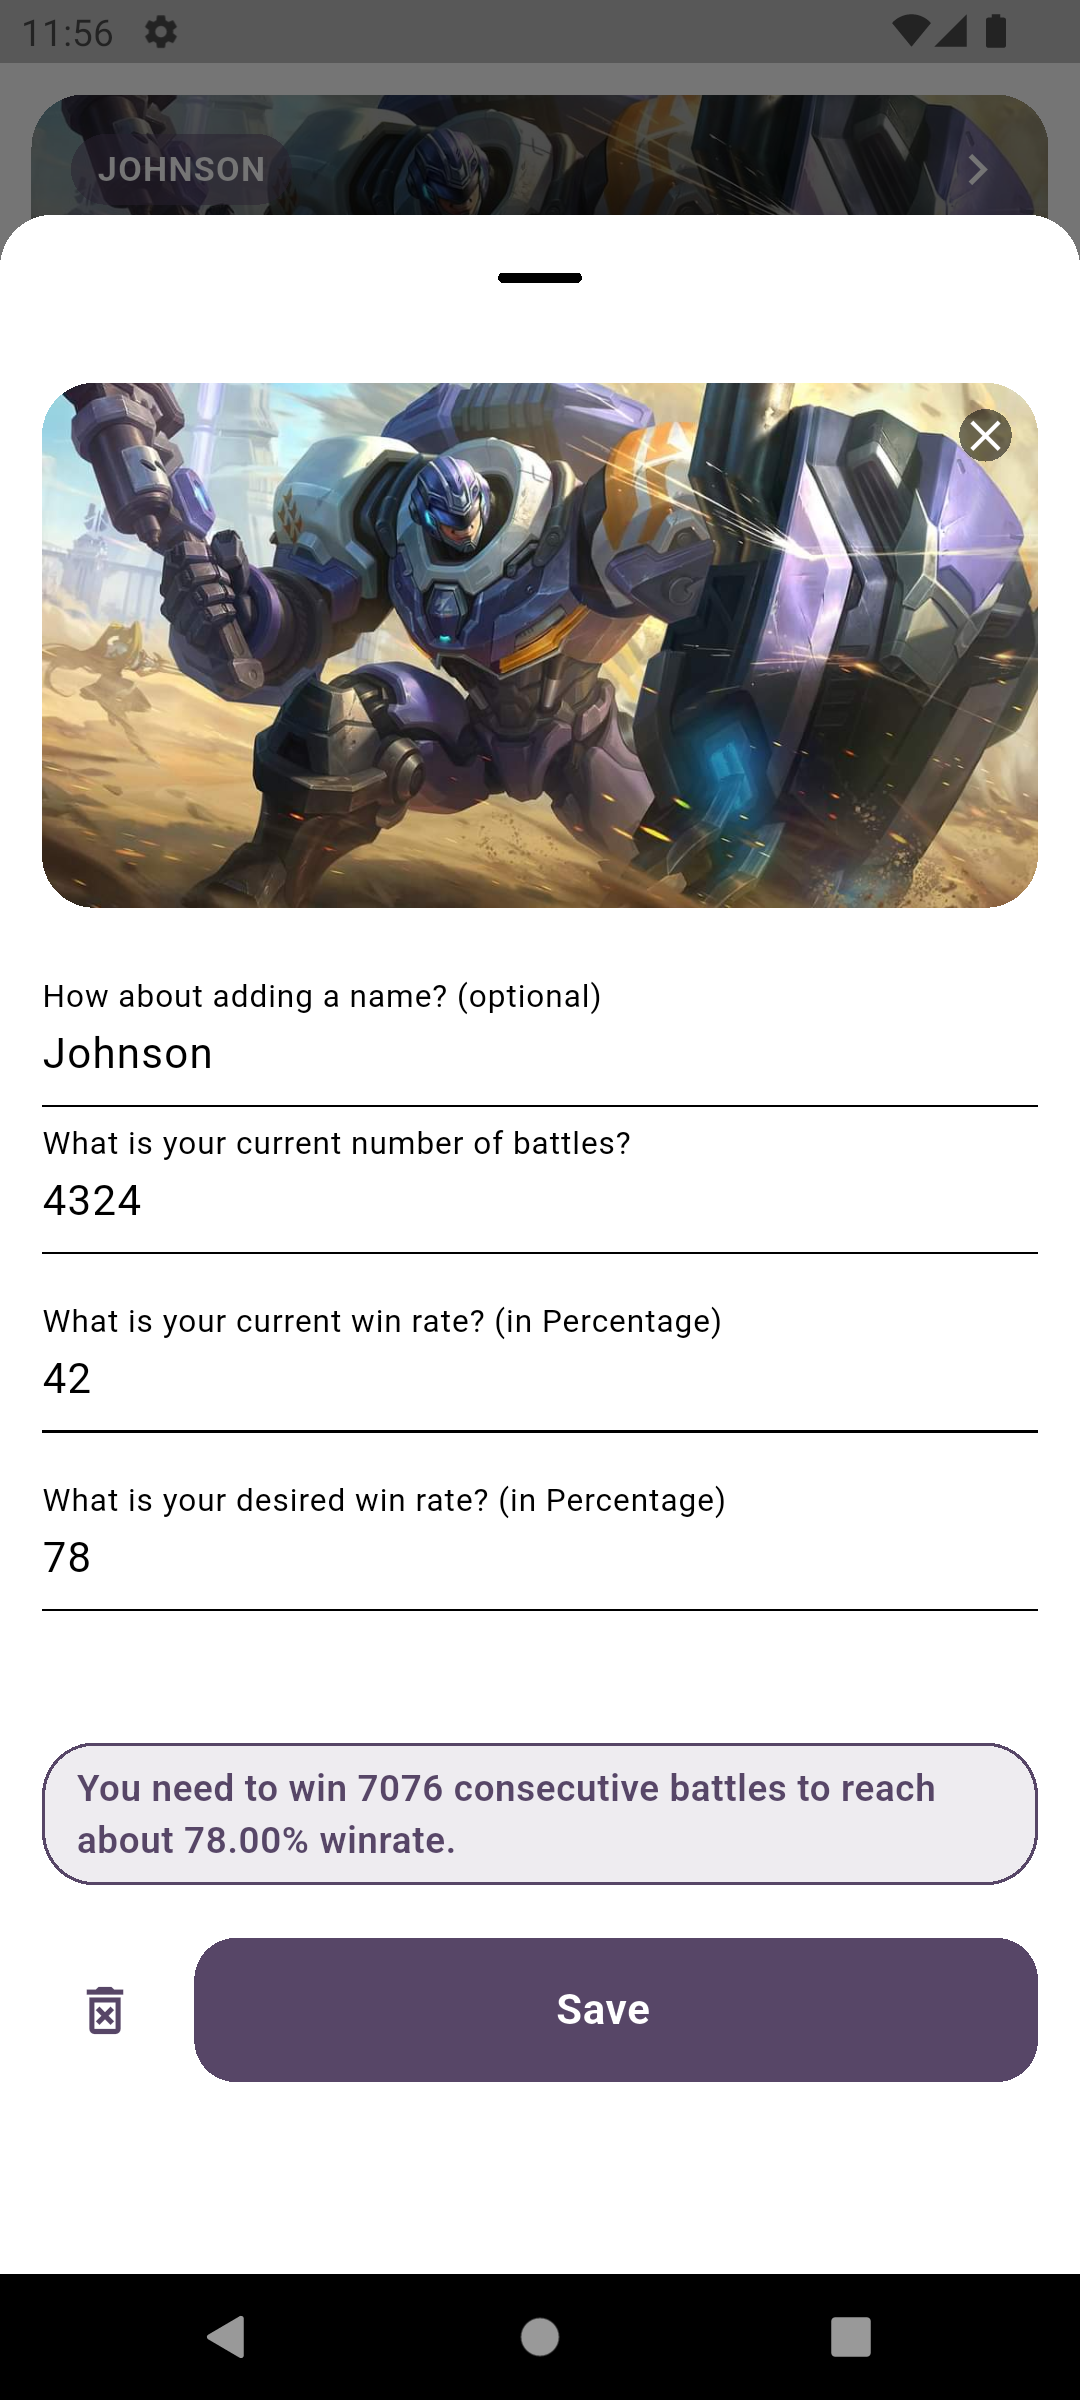 11:56
JOHNSON
How about adding a name? (optional)
Johnson
What is your current number of battles?
4324
What is your current win rate? (in Percentage)
42
What is your desired win rate? (in Percentage)
78
You need to win 7076 consecutive battles to reach
about 78.00% winrate.
Save